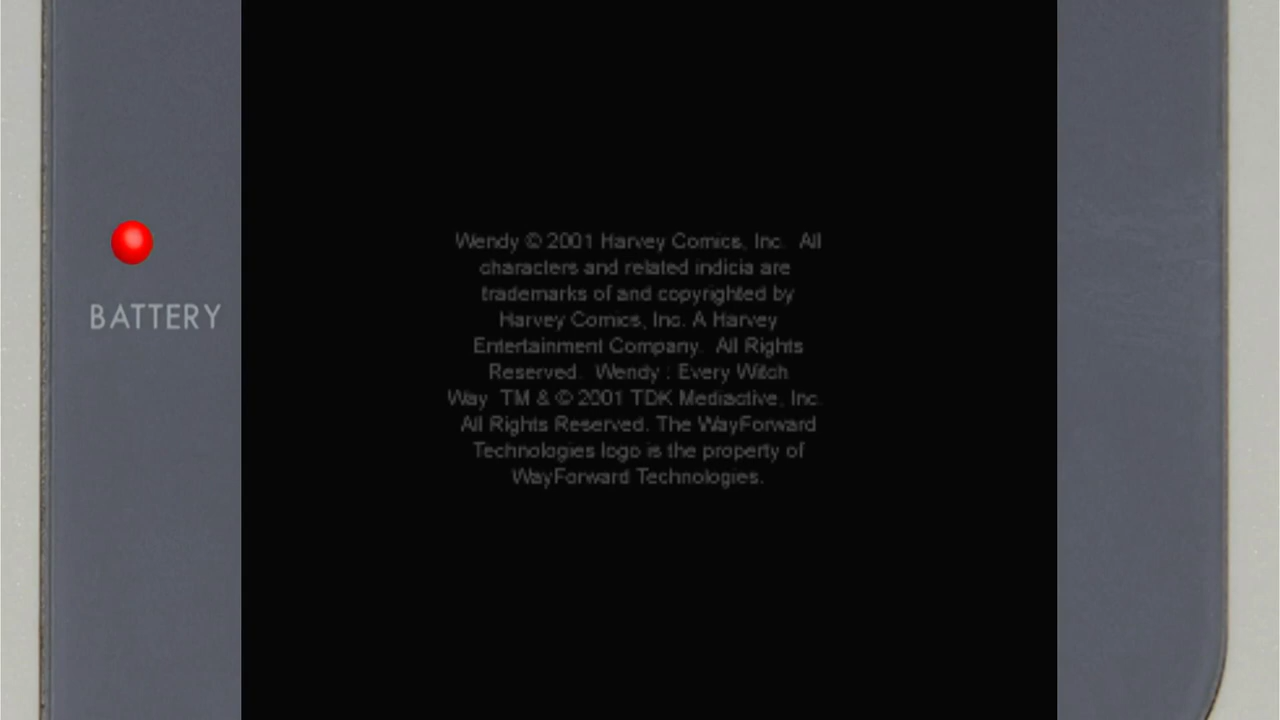 BATTERY
Wendy © 2001 Harvey Comics, Inc. All
characters and related indicia are
trademarks of and copyrighted by
Harvey Comics, Inc. A Harvey
Entertainment Company. All Rights
Reserved. Wendy : Every Witch
Way TM & © 2001 TDK Mediactive, Inc.
All Rights Reserved. The WayForward
Technologies logo is the property of
WayForward Technologies.